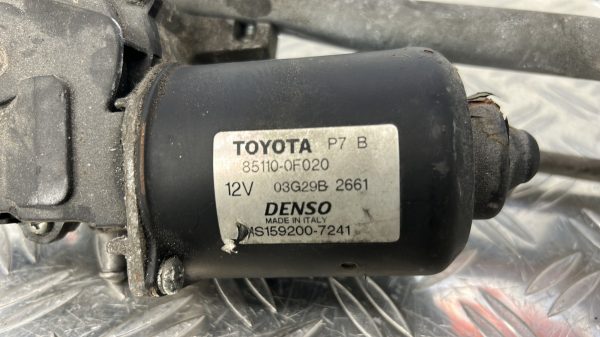 TOYOTA P7 B
85110-0F020
12V 03G29B 2661
DENSO
MADE IN ITALY
MS159200-7241